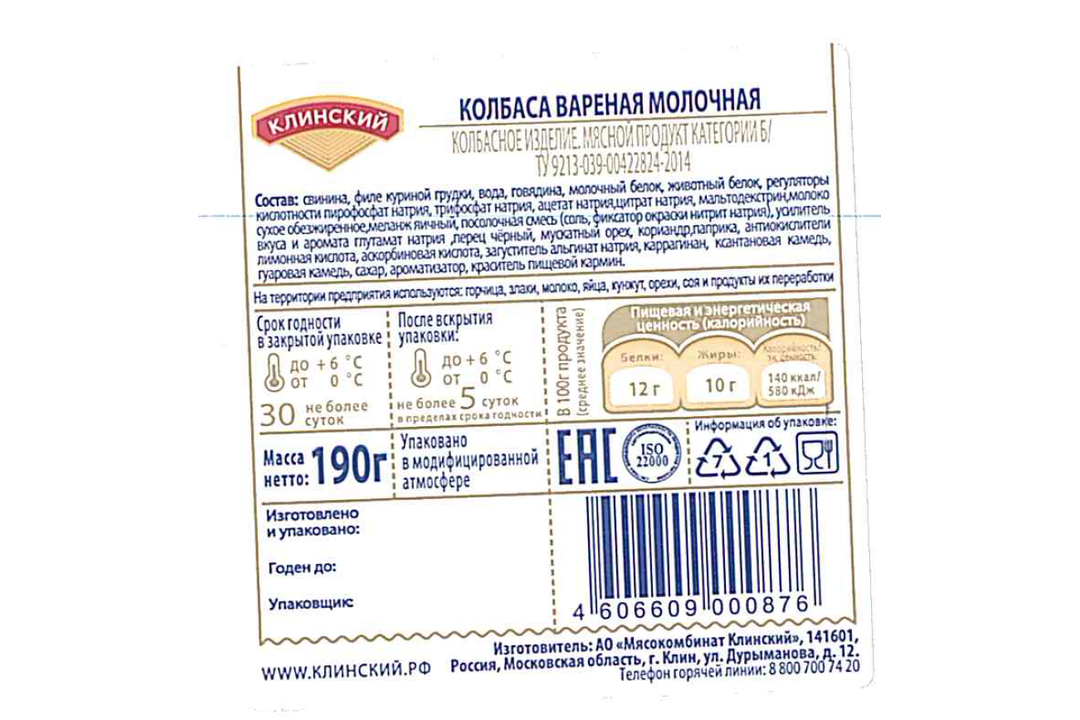 КЛИНСКИЙ
КОЛБАСА ВАРЕНАЯ МОЛОЧНАЯ
КОЛБАСНОЕ ИЗДЕЛИЕ. МЯСНОЙ ПРОДУКТ КАТЕГОРИИ Б/
ТУ 9213-039-00422824-2014
Состав: свинина, филе куриной грудки, вода, говядина, молочный белок, животный белок, регуляторы
кислотности пирофосфат натрия, трифосфат натрия, ацетат натрия,цитрат натрия, мальтодекстрин,молоко
сухое обезжиренное,меланж яичный, посолочная смесь (соль, фиксатор окраски нитрит натрия), усилитель
вкуса и аромата глутамат натрия ,перец чёрный, мускатный орех, кориандр,паприка, антиокислители
лимонная кислота, аскорбиновая кислота, загуститель альгинат натрия, каррагинан, ксантановая камедь,
гуаровая камедь, сахар, ароматизатор, краситель пищевой кармин.
На территории предприятия используются: горчица, злаки, молоко, яйца, кунжут, орехи, соя и продукты их переработки
Срок годности
в закрытой упаковке
до +6 °C
от 0 °C
30 не более
суток
После вскрытия
упаковки:
до +6 °C
от 0 °C
не более 5 суток
в пределах срока годности
В 100г продукта
(среднее значение)
Пищевая и энергетическая
ценность (калорийность)
Белки:
12 г
Жиры:
10 г
Калорийность/
эн. ценность:
140 ккал/
580 кДж
Масса
нетто: 190г
Упаковано
в модифицированной
атмосфере
EAC
ISO
22000
Информация об упаковке:
7
1
Изготовлено
и упаковано:
Годен до:
Упаковщик:
4 606609 000876
WWW.КЛИНСКИЙ.РФ
Изготовитель: АО «Мясокомбинат Клинский», 141601,
Россия, Московская область, г. Клин, ул. Дурыманова, д. 12.
Телефон горячей линии: 8 800 700 74 20